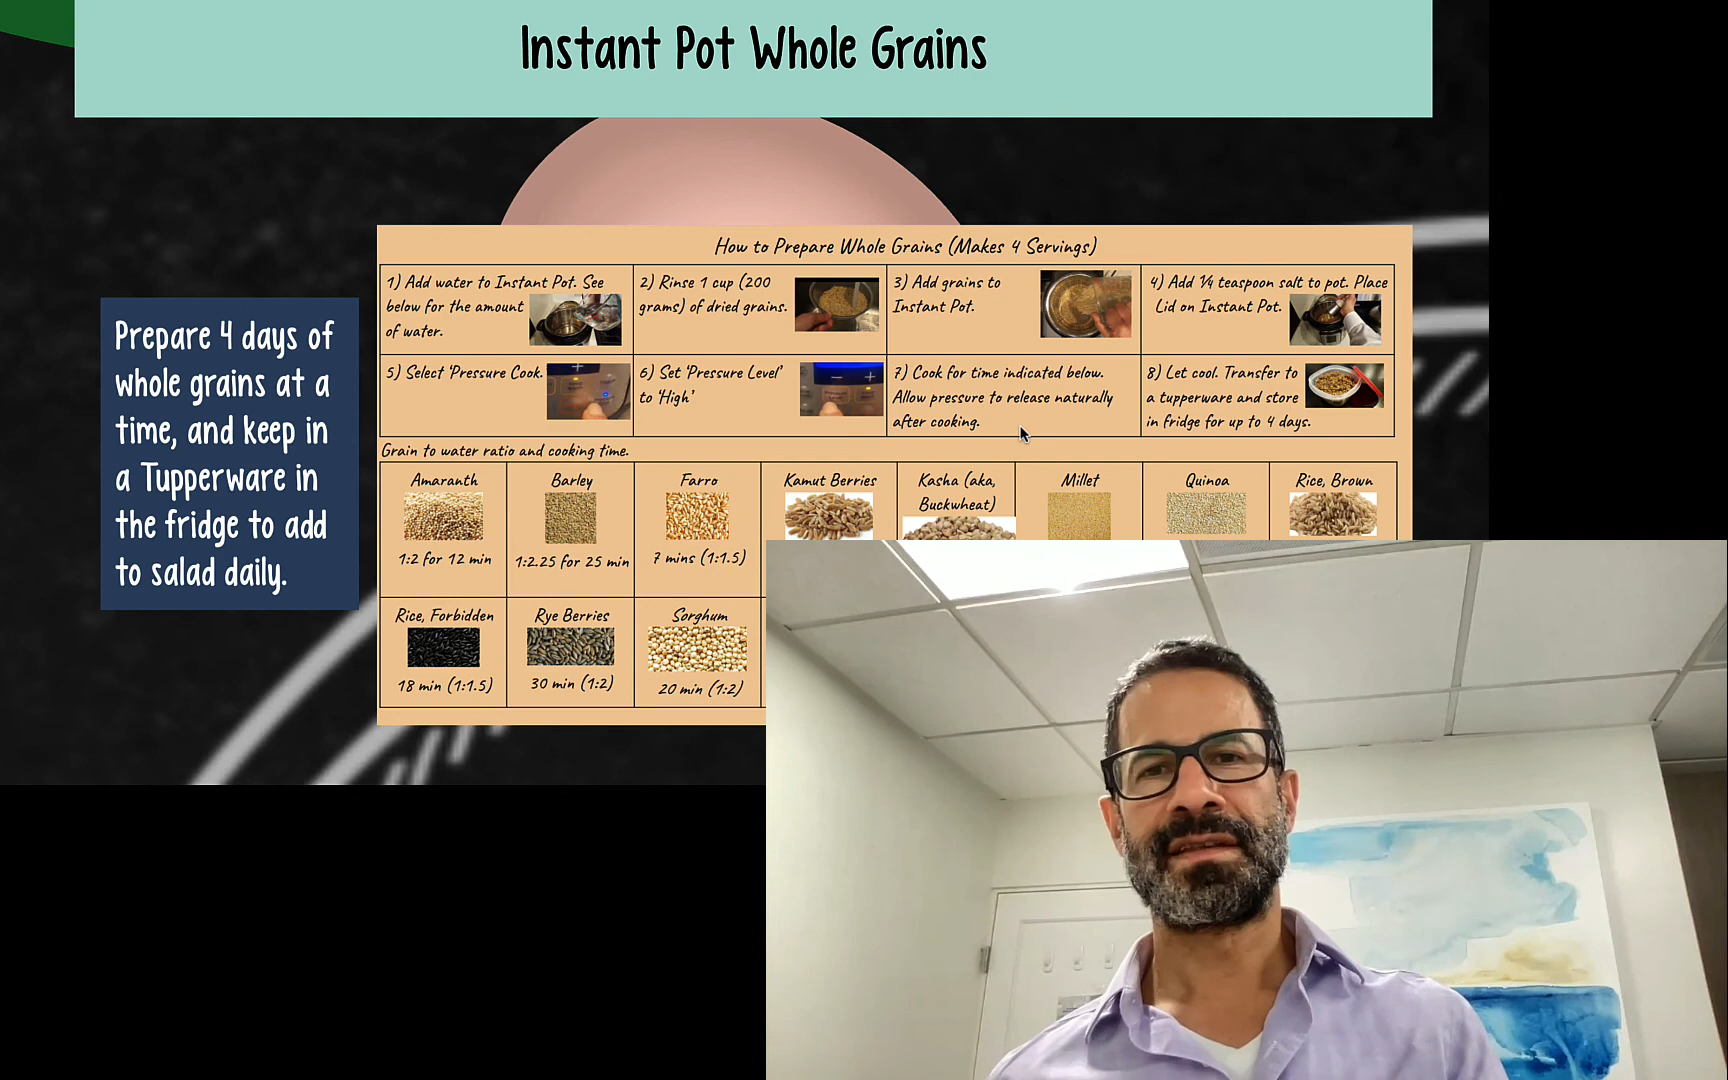 Instant Pot Whole Grains
Prepare 4 days of
whole grains at a
time, and keep in
a Tupperware in
the fridge to add
to salad daily.
How to Prepare Whole Grains (Makes 4 Servings)
1) Add water to Instant Pot. See
below for the amount
of water.
2) Rinse 1 cup (200
grams) of dried grains.
3) Add grains to
Instant Pot.
4) Add ¼ teaspoon salt to pot. Place
Lid on Instant Pot.
5) Select 'Pressure Cook.
6) Set 'Pressure Level'
to 'High'
7) Cook for time indicated below.
Allow pressure to release naturally
after cooking.
8) Let cool. Transfer to
a tupperware and store
in fridge for up to 4 days.
Grain to water ratio and cooking time.
Amaranth
1:2 for 12 min
Barley
1:2.25 for 25 min
Farro
7 mins (1:1.5)
Kamut Berries
Kasha (aka,
Buckwheat)
Millet
Quinoa
Rice, Brown
Rice, Forbidden
18 min (1:1.5)
Rye Berries
30 min (1:2)
Sorghum
20 min (1:2)